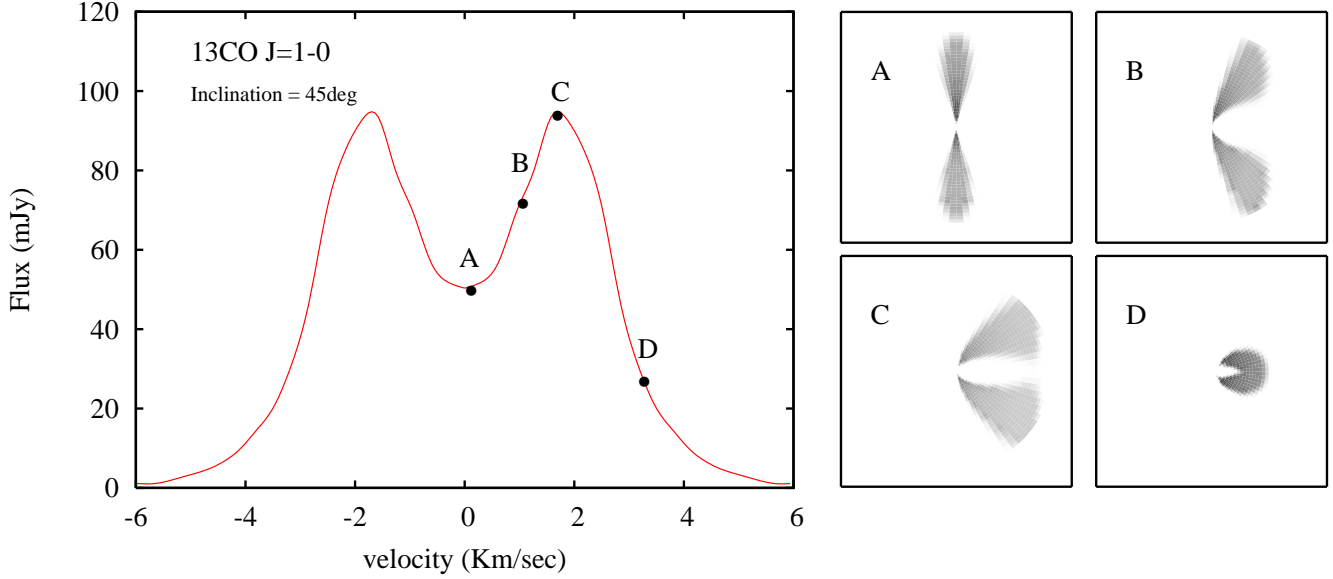 120
100
80
60
40
20
0
Flux (mJy)
13CO J=1-0
Inclination = 45deg
A
B
C
D
-6
-4
-2
0
2
4
6
velocity (Km/sec)
A
B
C
D